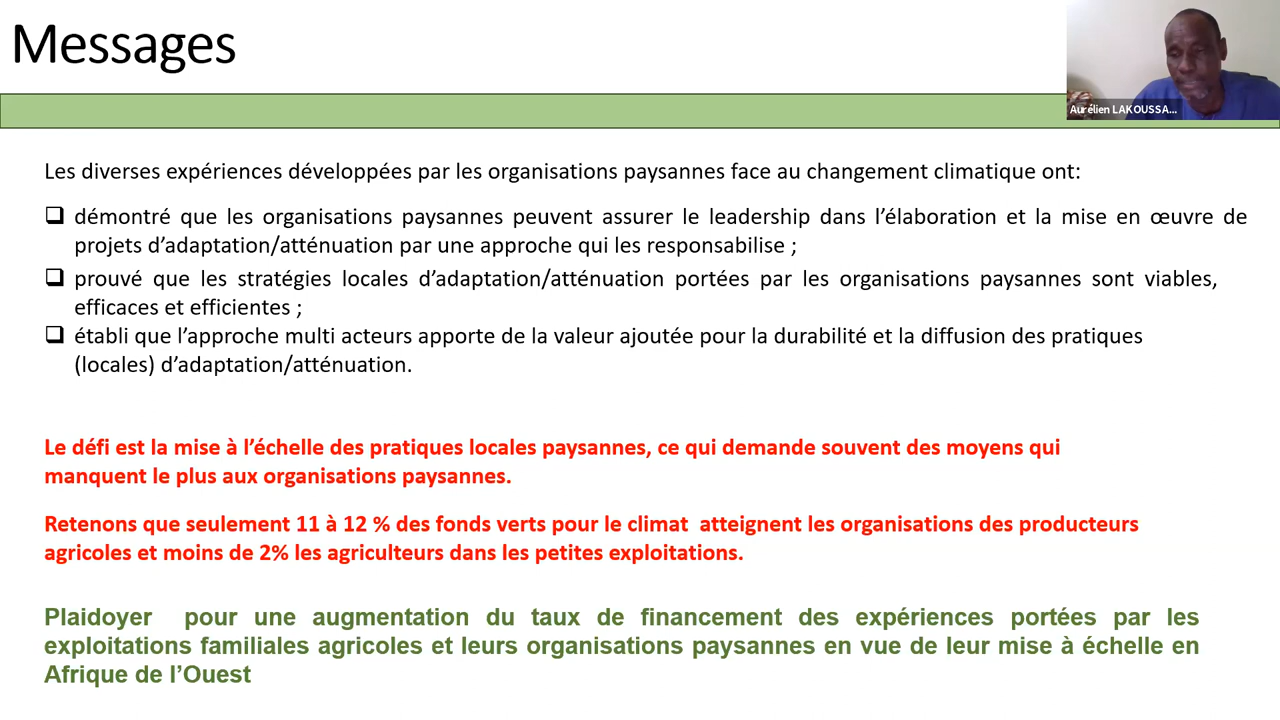 Messages
Aurélien LAKOUSSA...
Les diverses expériences développées par les organisations paysannes face au changement climatique ont:
❑ démontré que les organisations paysannes peuvent assurer le leadership dans l’élaboration et la mise en œuvre de
projets d’adaptation/atténuation par une approche qui les responsabilise ;
❑ prouvé que les stratégies locales d’adaptation/atténuation portées par les organisations paysannes sont viables,
efficaces et efficientes ;
❑ établi que l’approche multi acteurs apporte de la valeur ajoutée pour la durabilité et la diffusion des pratiques
(locales) d’adaptation/atténuation.
Le défi est la mise à l’échelle des pratiques locales paysannes, ce qui demande souvent des moyens qui
manquent le plus aux organisations paysannes.
Retenons que seulement 11 à 12 % des fonds verts pour le climat atteignent les organisations des producteurs
agricoles et moins de 2% les agriculteurs dans les petites exploitations.
Plaidoyer pour une augmentation du taux de financement des expériences portées par les
exploitations familiales agricoles et leurs organisations paysannes en vue de leur mise à échelle en
Afrique de l’Ouest